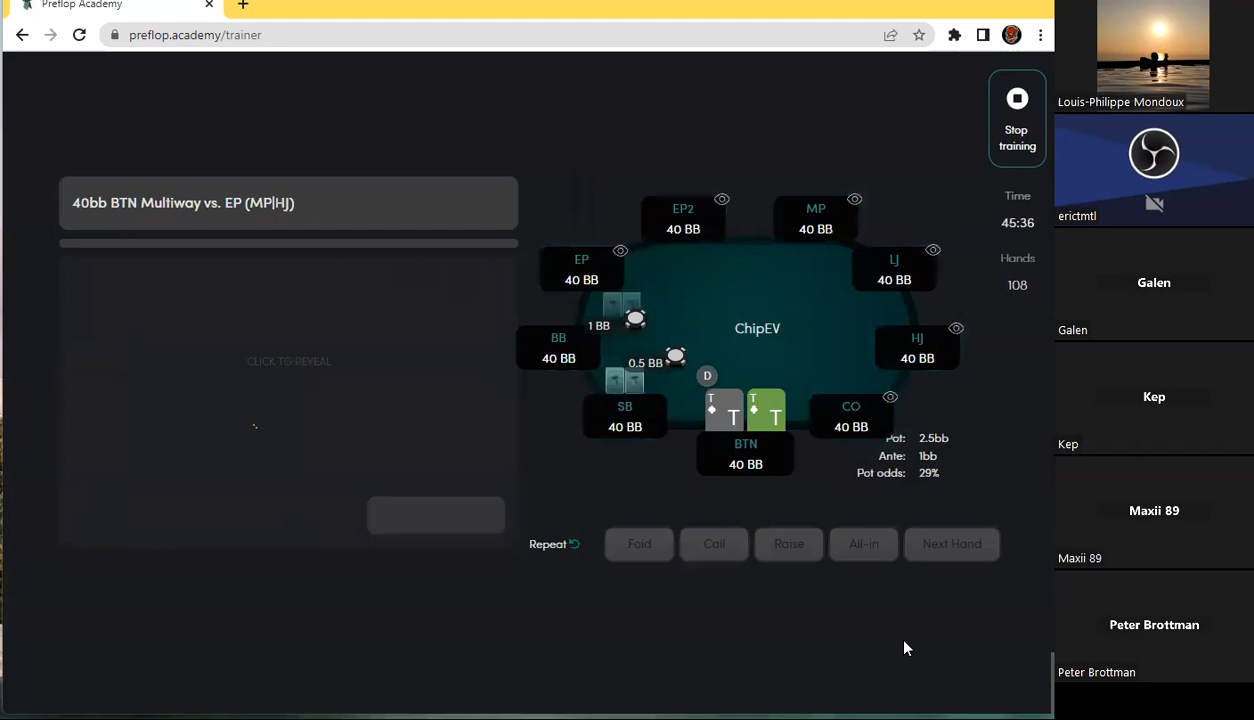 Preflop Academy
preflop.academy/trainer
Louis-Philippe Mondoux
erictmtl
Galen
Galen
Kep
Kep
Maxii 89
Maxii 89
Peter Brottman
Peter Brottman
Stop
training
Time
45:36
Hands
108
40bb BTN Multiway vs. EP (MP|HJ)
CLICK TO REVEAL
EP2
40 BB
MP
40 BB
EP
40 BB
LJ
40 BB
1 BB
ChipEV
BB
40 BB
HJ
40 BB
0.5 BB
D
SB
40 BB
T
T
T
T
CO
40 BB
BTN
40 BB
Pot: 2.5bb
Ante: 1bb
Pot odds: 29%
Repeat
Fold
Call
Raise
All-in
Next Hand